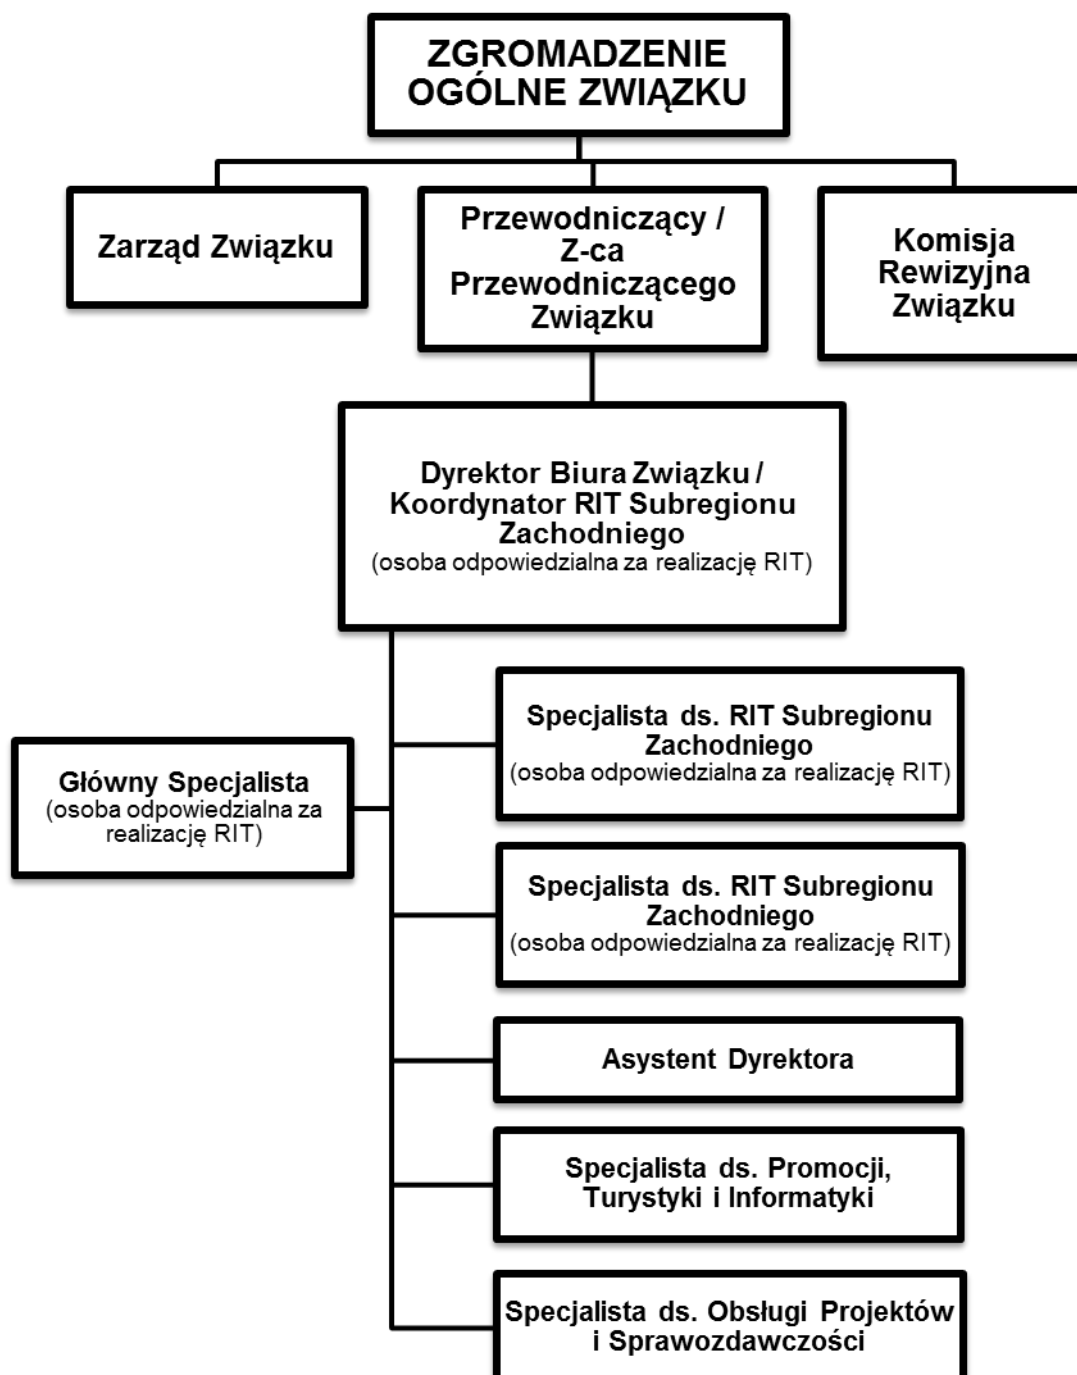 ZGROMADZENIE
OGÓLNE ZWIĄZKU
Zarząd Związku
Przewodniczący /
Z-ca
Przewodniczącego
Związku
Komisja
Rewizyjna
Związku
Dyrektor Biura Związku /
Koordynator RIT Subregionu
Zachodniego
(osoba odpowiedzialna za realizację RIT)
Specjalista ds. RIT Subregionu
Zachodniego
(osoba odpowiedzialna za realizację RIT)
Główny Specjalista
(osoba odpowiedzialna za
realizację RIT)
Specjalista ds. RIT Subregionu
Zachodniego
(osoba odpowiedzialna za realizację RIT)
Asystent Dyrektora
Specjalista ds. Promocji,
Turystyki i Informatyki
Specjalista ds. Obsługi Projektów
i Sprawozdawczości